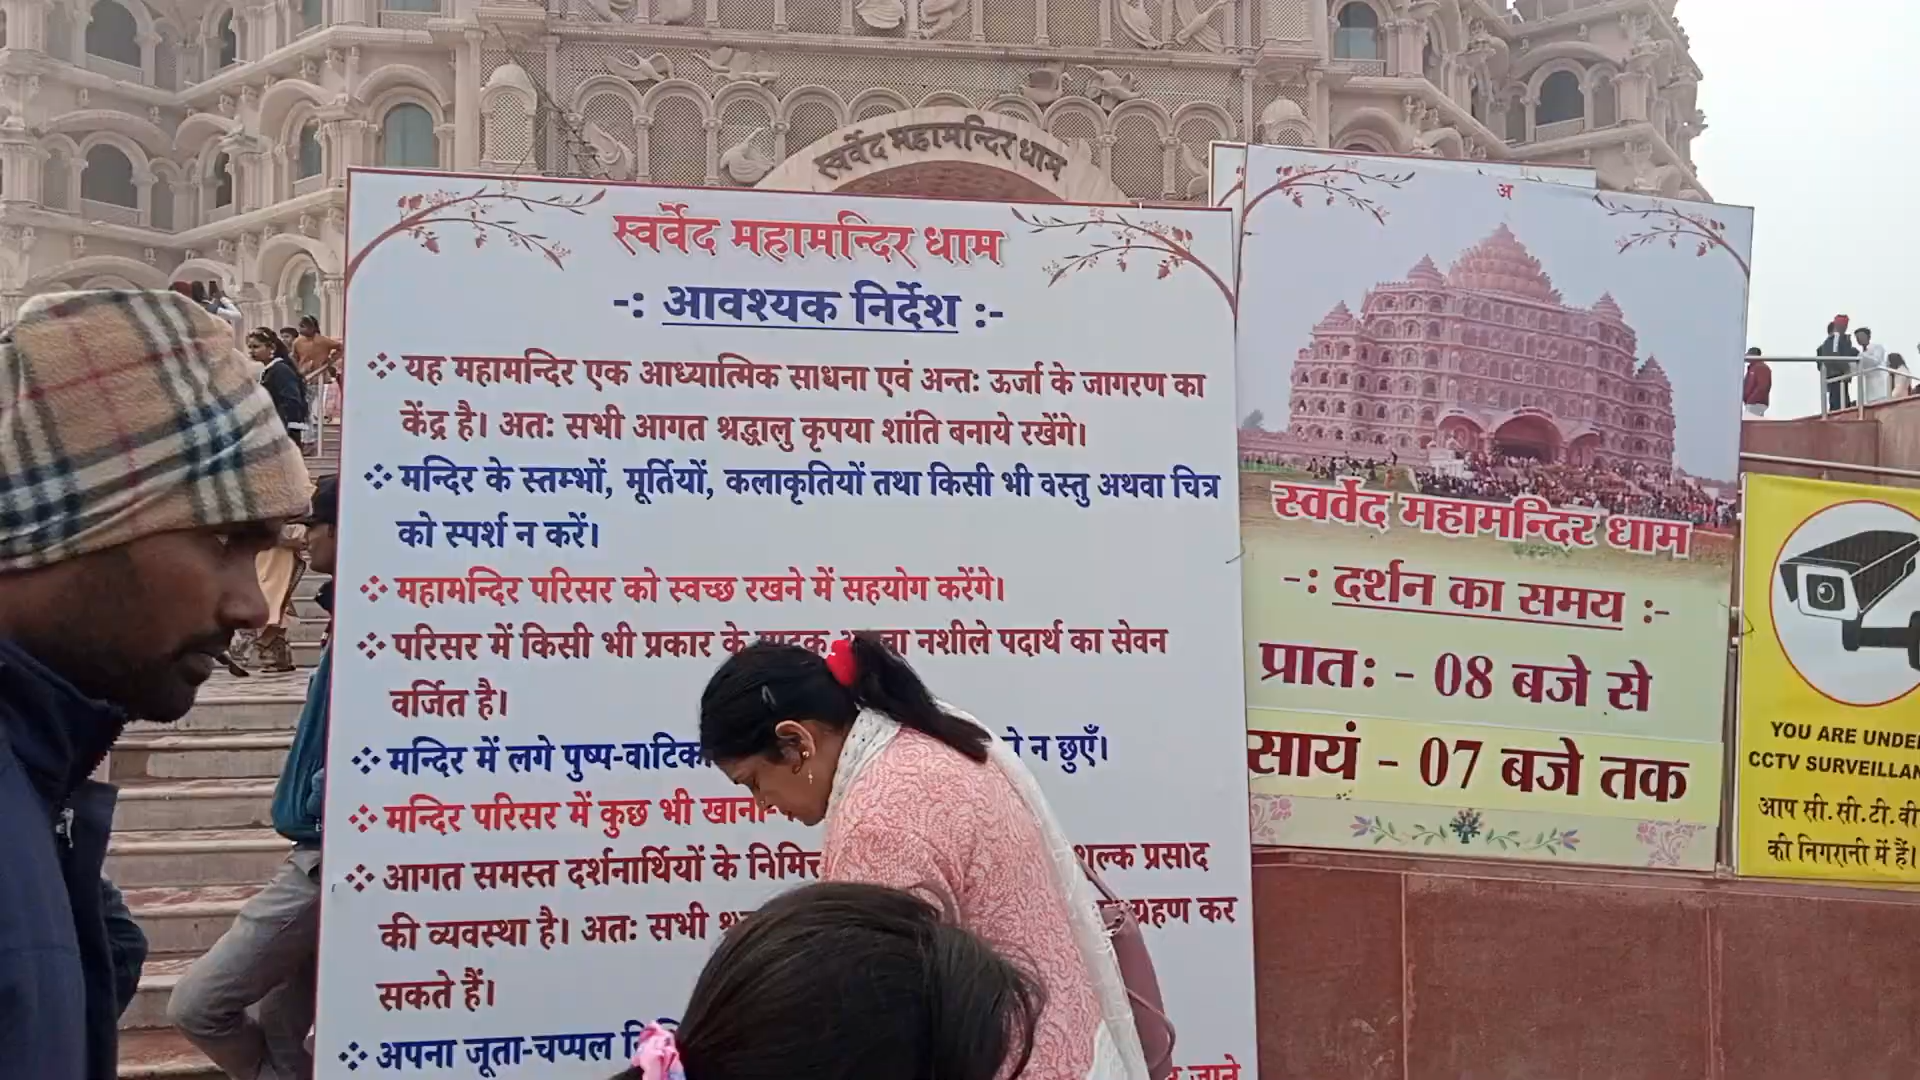 स्वर्वेद महामन्दिर धाम
स्वर्वेद महामन्दिर धाम
-: आवश्यक निर्देश :-
यह महामन्दिर एक आध्यात्मिक साधना एवं अन्तः ऊर्जा के जागरण का
केंद्र है। अतः सभी आगत श्रद्धालु कृपया शांति बनाये रखेंगे।
मन्दिर के स्तम्भों, मूर्तियों, कलाकृतियों तथा किसी भी वस्तु अथवा चित्र
को स्पर्श न करें।
महामन्दिर परिसर को स्वच्छ रखने में सहयोग करेंगे।
परिसर में किसी भी प्रकार के नशीले पदार्थ का सेवन
वर्जित है।
मन्दिर में लगे पुष्प-वाटिका न छुएँ।
मन्दिर परिसर में कुछ भी खाना-
आगत समस्त दर्शनार्थियों के निमित्त प्रसाद
की व्यवस्था है। अतः सभी ग्रहण कर
सकते हैं।
अपना जूता-चप्पल
जाने
अ
स्वर्वेद महामन्दिर धाम
-: दर्शन का समय :-
प्रातः - 08 बजे से
सायं - 07 बजे तक
YOU ARE
CCTV
आप सी.सी.टी.वी
की निगरानी में हैं।